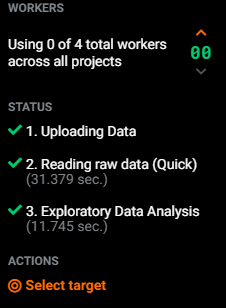 WORKERS
Using 0 of 4 total workers
across all projects
00
STATUS
1. Uploading Data
2. Reading raw data (Quick)
(31.379 sec.)
3. Exploratory Data Analysis
(11.745 sec.)
ACTIONS
Select target